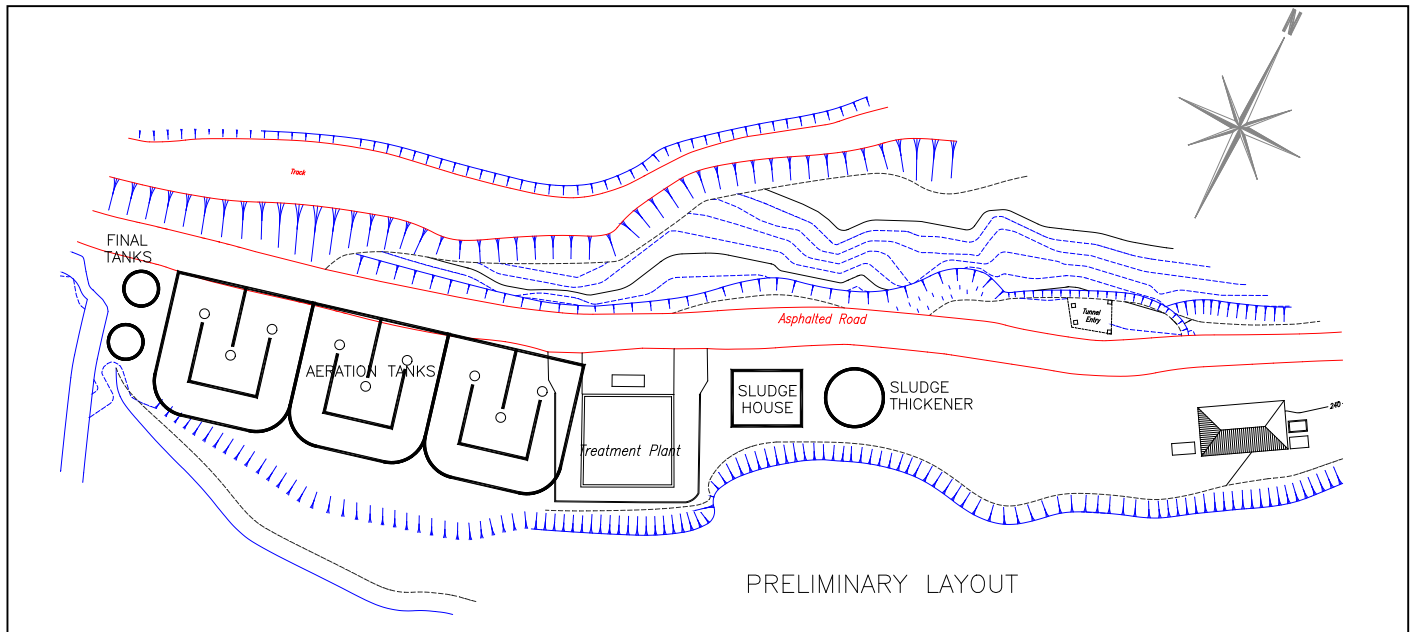 N
Track
FINAL
TANKS
Asphalted Road
Tunnel
Entry
AERATION TANKS
SLUDGE
HOUSE
SLUDGE
THICKENER
240
Treatment Plant
PRELIMINARY LAYOUT